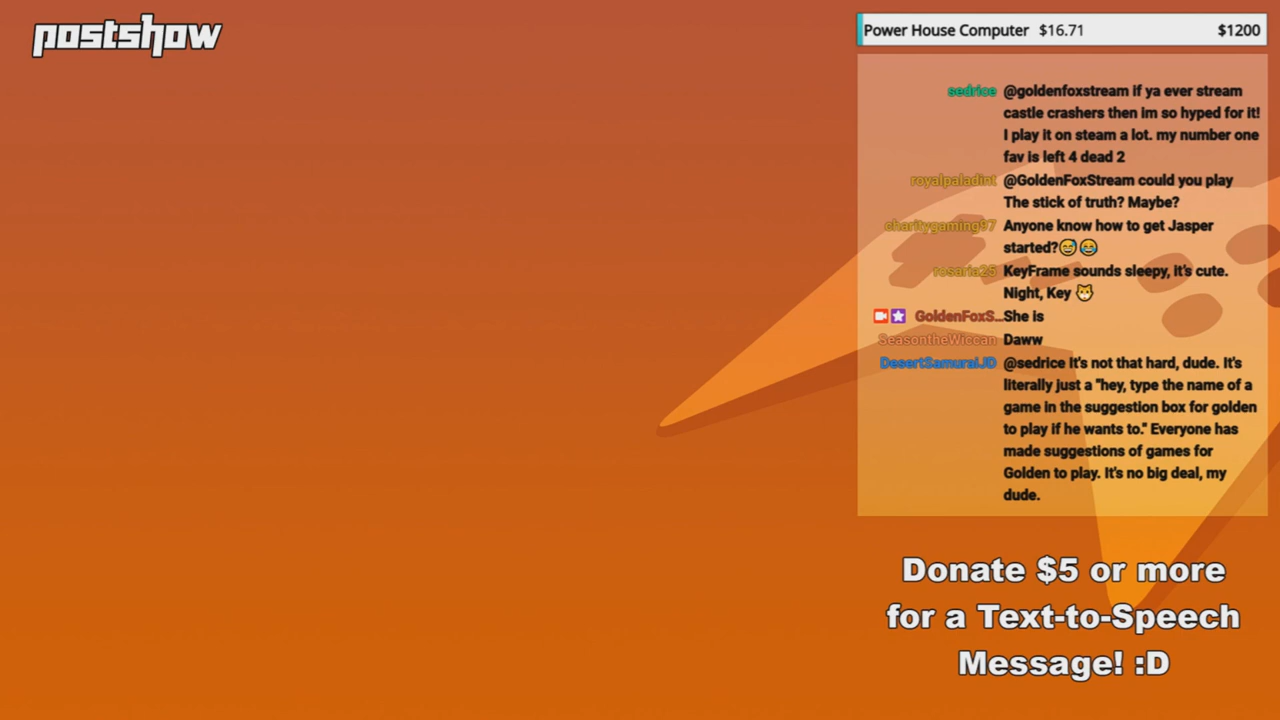 postshow
Power House Computer $16.71 $1200
sedrice @goldenfoxstream if ya ever stream
castle crashers then im so hyped for it!
I play it on steam a lot. my number one
fav is left 4 dead 2
royalpaladint @GoldenFoxStream could you play
The stick of truth? Maybe?
charitygaming97 Anyone know how to get Jasper
started?😅😂
rosaria25 KeyFrame sounds sleepy, it's cute.
Night, Key 🐱
GoldenFoxS... She is
SeasontheWiccan Daww
DesertSamuraiJD @sedrice It's not that hard, dude. It's
literally just a "hey, type the name of a
game in the suggestion box for golden
to play if he wants to." Everyone has
made suggestions of games for
Golden to play. It's no big deal, my
dude.
Donate $5 or more
for a Text-to-Speech
Message! :D